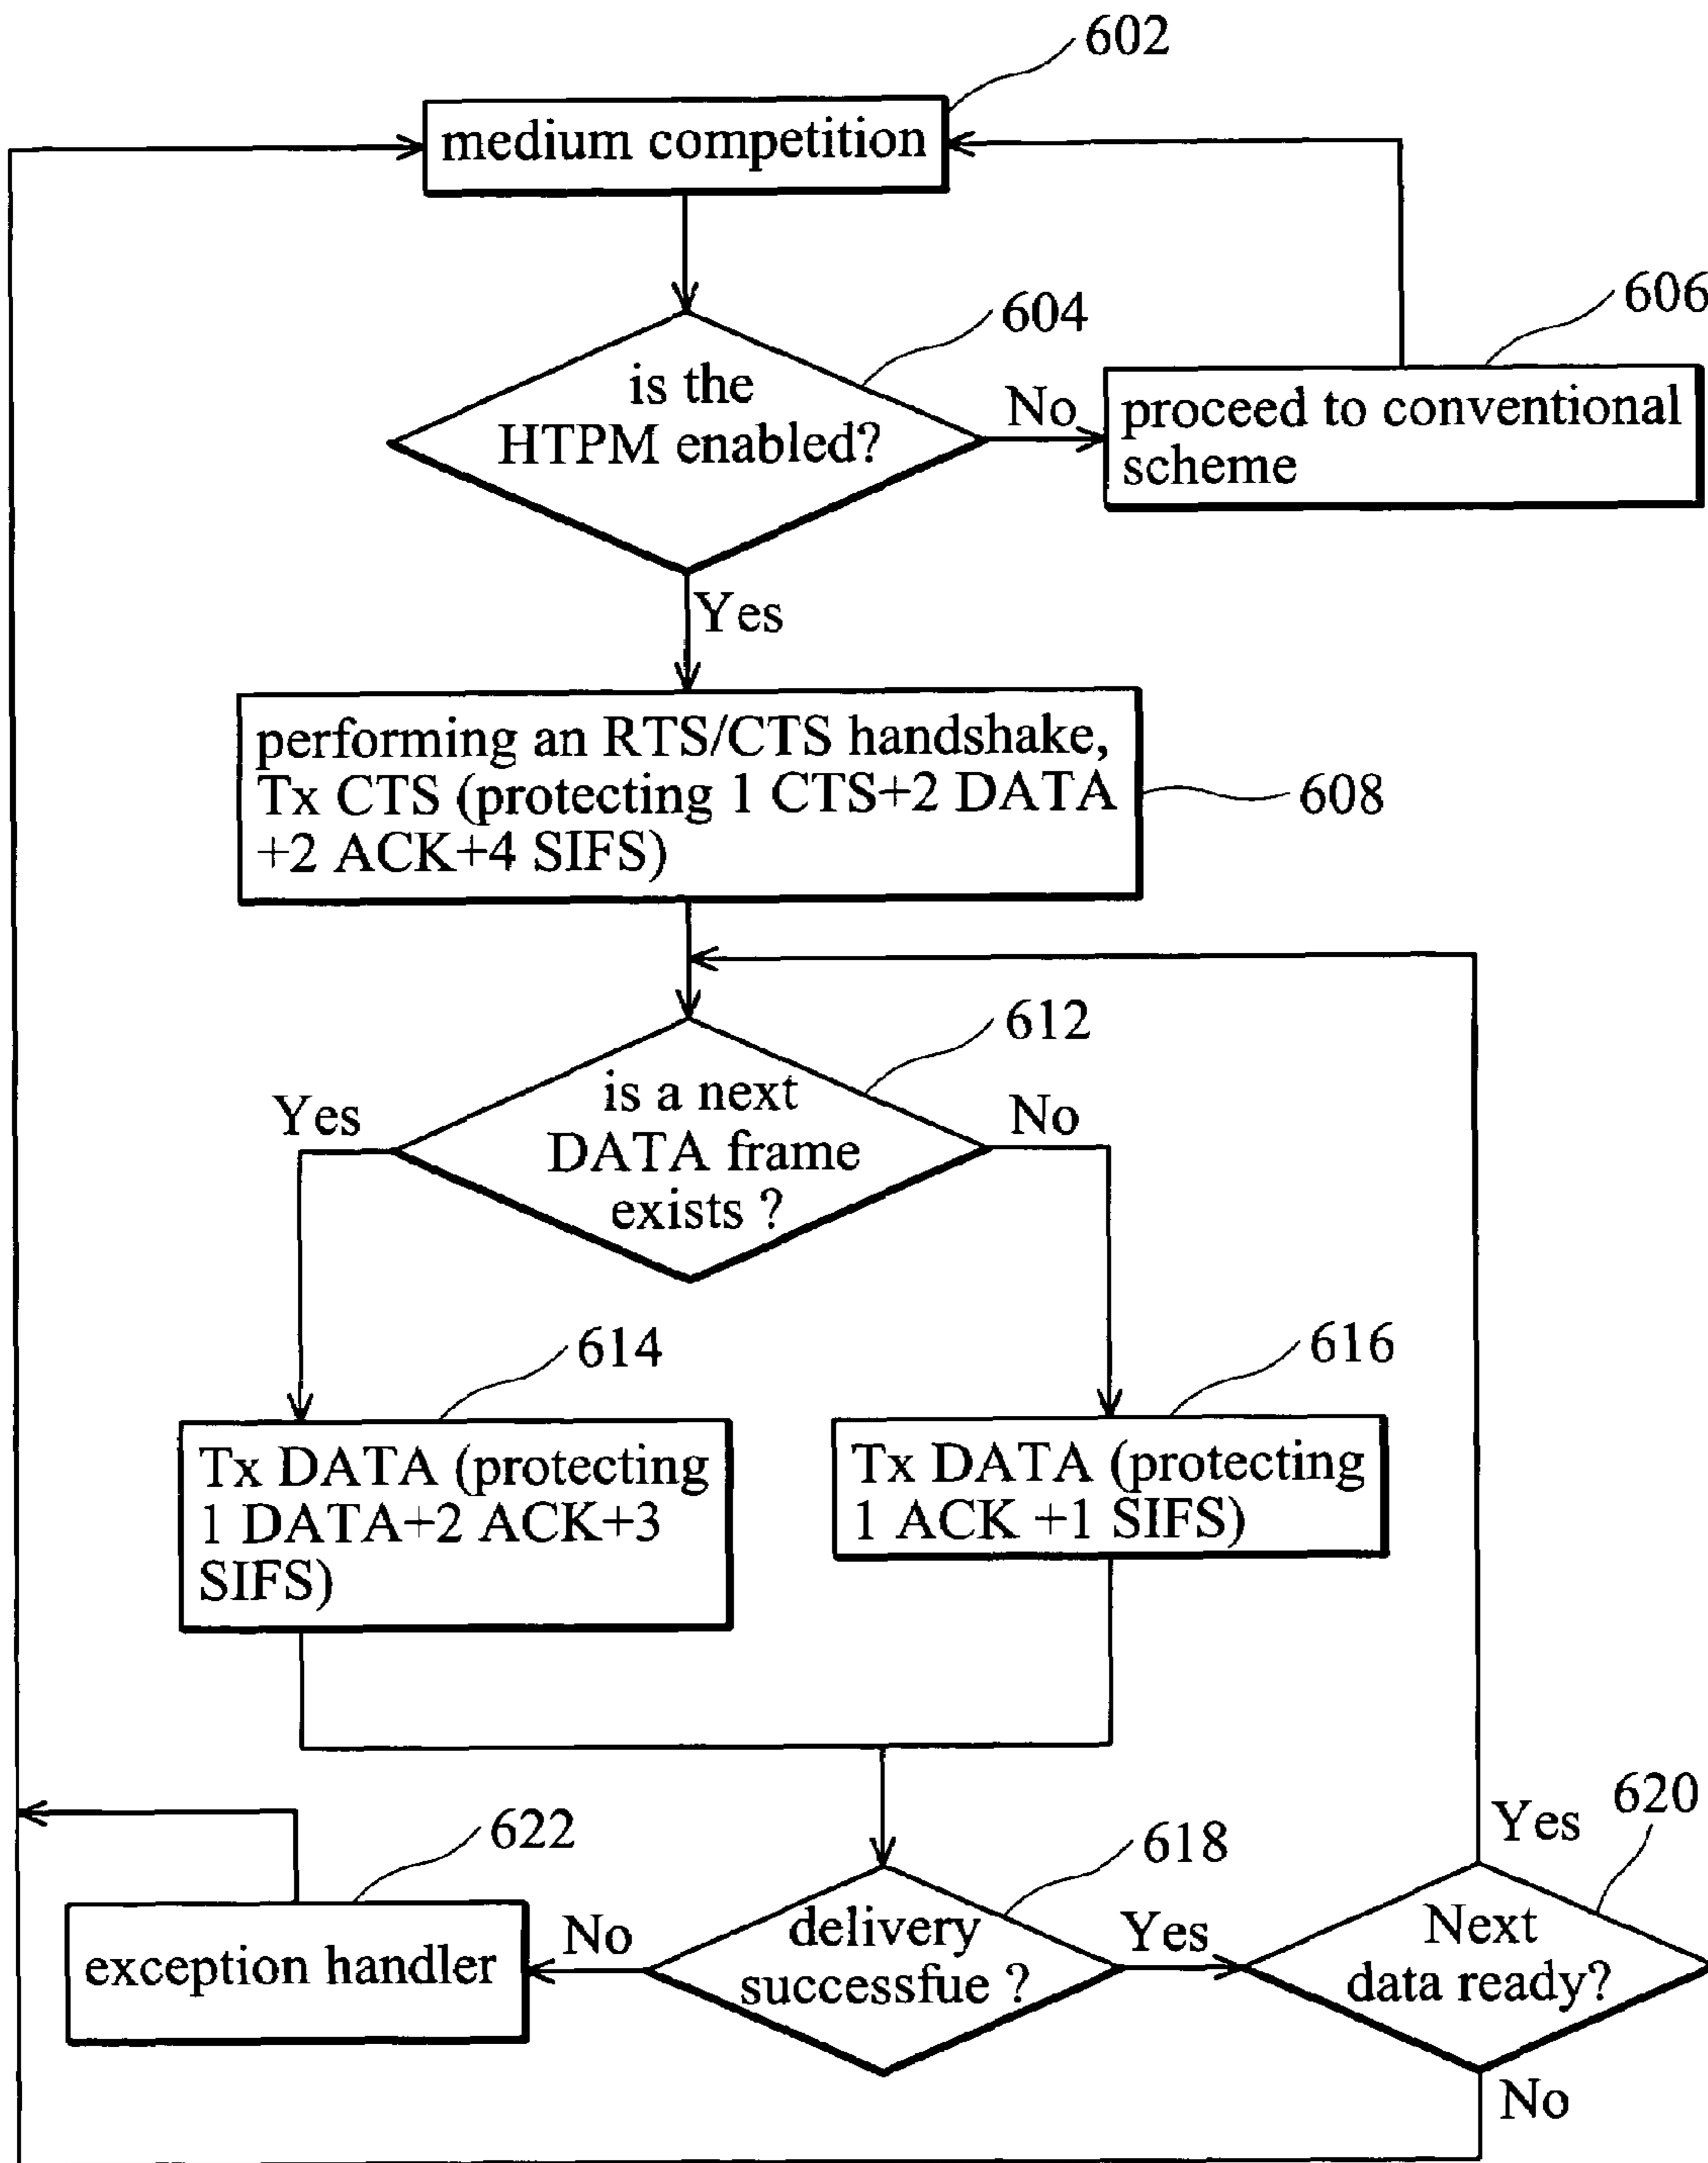 602
medium competition
604
606
is the
HTPM enabled?
No
proceed to conventional
scheme
Yes
performing an RTS/CTS handshake,
Tx CTS (protecting 1 CTS+2 DATA
+2 ACK+4 SIFS)
608
612
is a next
DATA frame
exists ?
Yes
No
614
616
Tx DATA (protecting
1 DATA+2 ACK+3
SIFS)
Tx DATA (protecting
1 ACK +1 SIFS)
622
618
620
Yes
exception handler
No
delivery
successfue ?
Yes
Next
data ready?
No